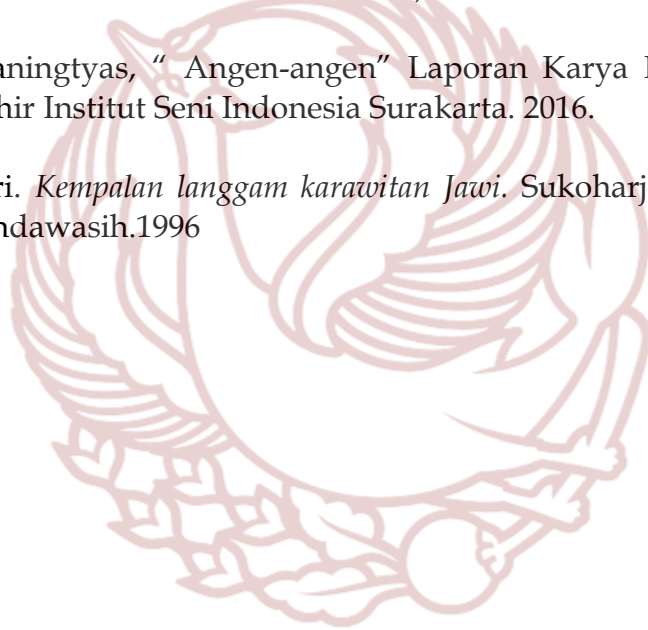 aningtyas, “ Angen-angen” Laporan Karya
hir Institut Seni Indonesia Surakarta. 2016.
ri. Kempalan langgam karawitan Jawi. Sukoharj
ndawasih.1996